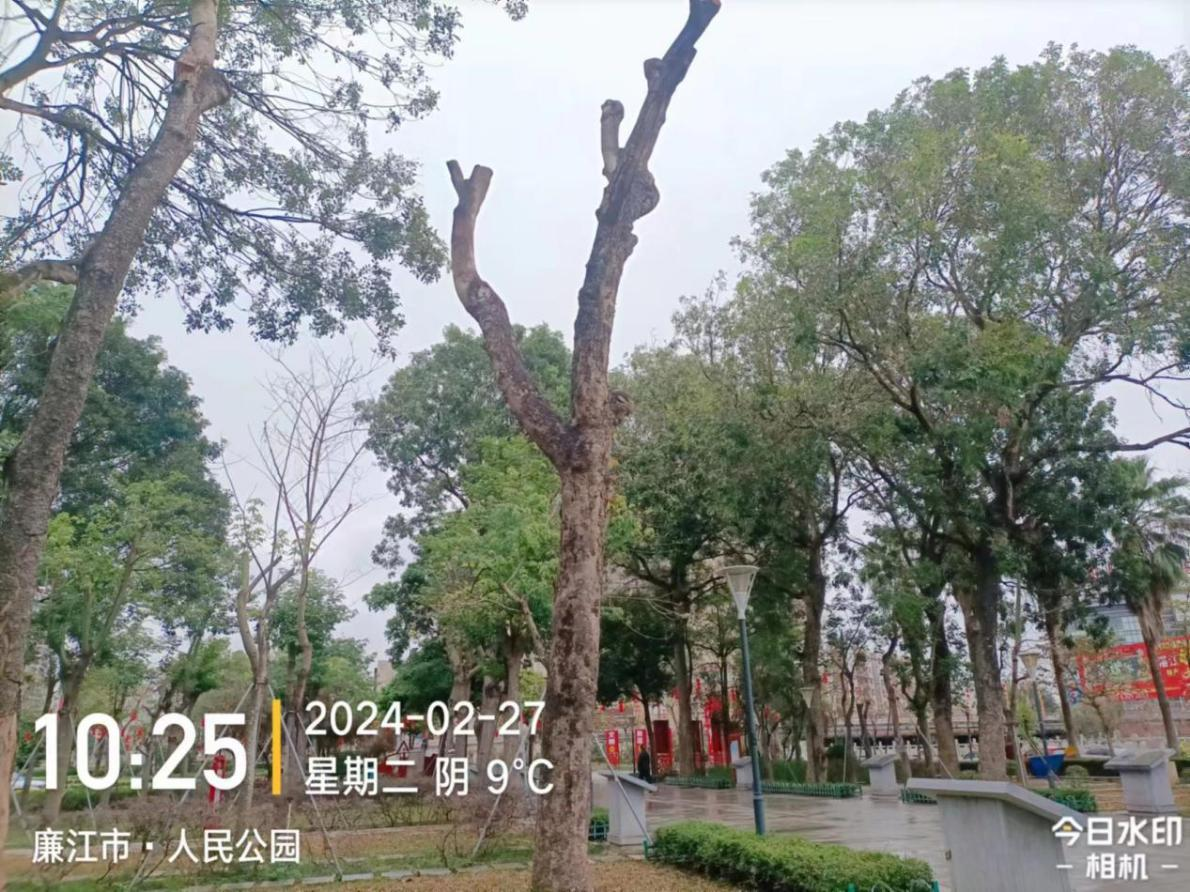 10:25
2024-02-27
星期二 阴 9℃
廉江市·人民公园
今日水印
相机